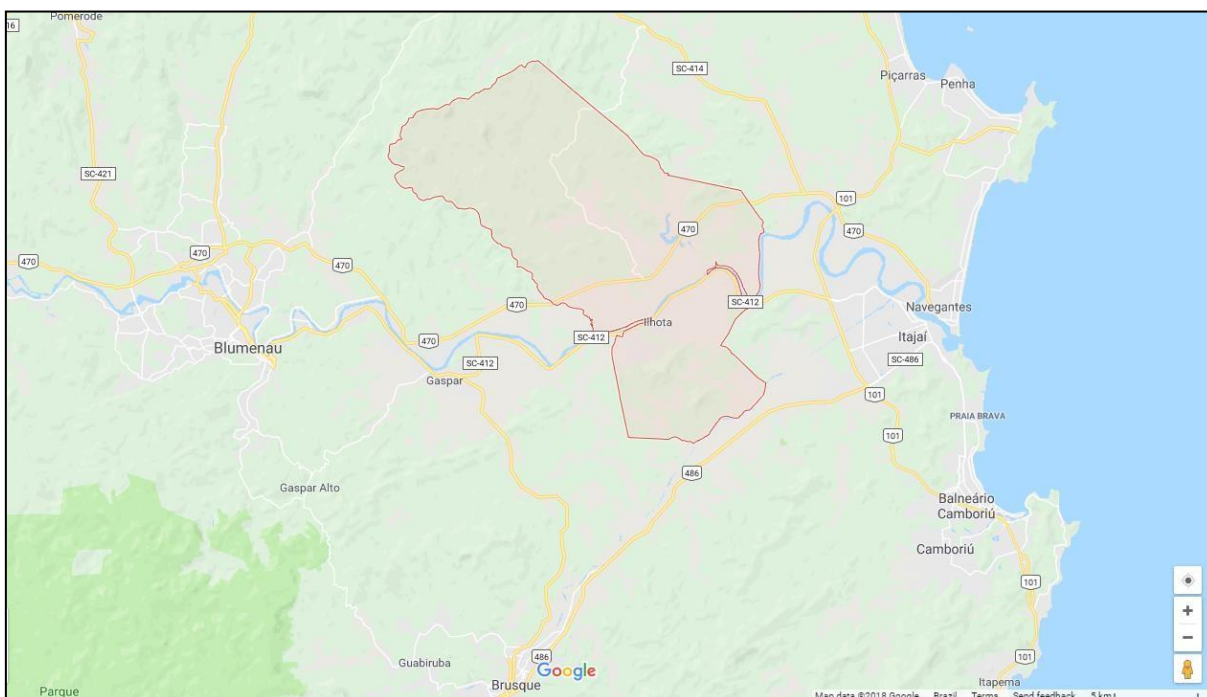 Pomerode
16
SC-414
Piçarras
Penha
SC-421
101
470
470
470
470
470
470
SC-412
Ilhota
SC-412
Navegantes
Itajaí
Blumenau
470
SC-412
SC-486
Gaspar
101
PRAIA BRAVA
101
486
Gaspar Alto
Balneário
Camboriú
Camboriú
101
Guabiruba
486
Google
101
Brusque
Itapema
Parque
Map data ©2018 Google Brazil Terms Send feedback 5 km